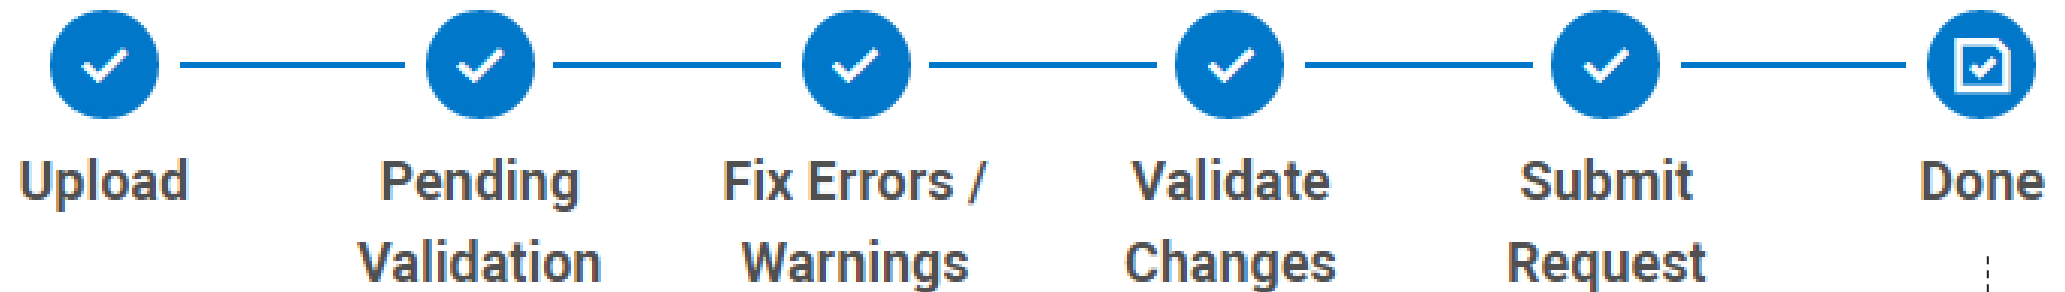 Upload
Pending
Validation
Fix Errors /
Warnings
Validate
Changes
Submit
Request
Done